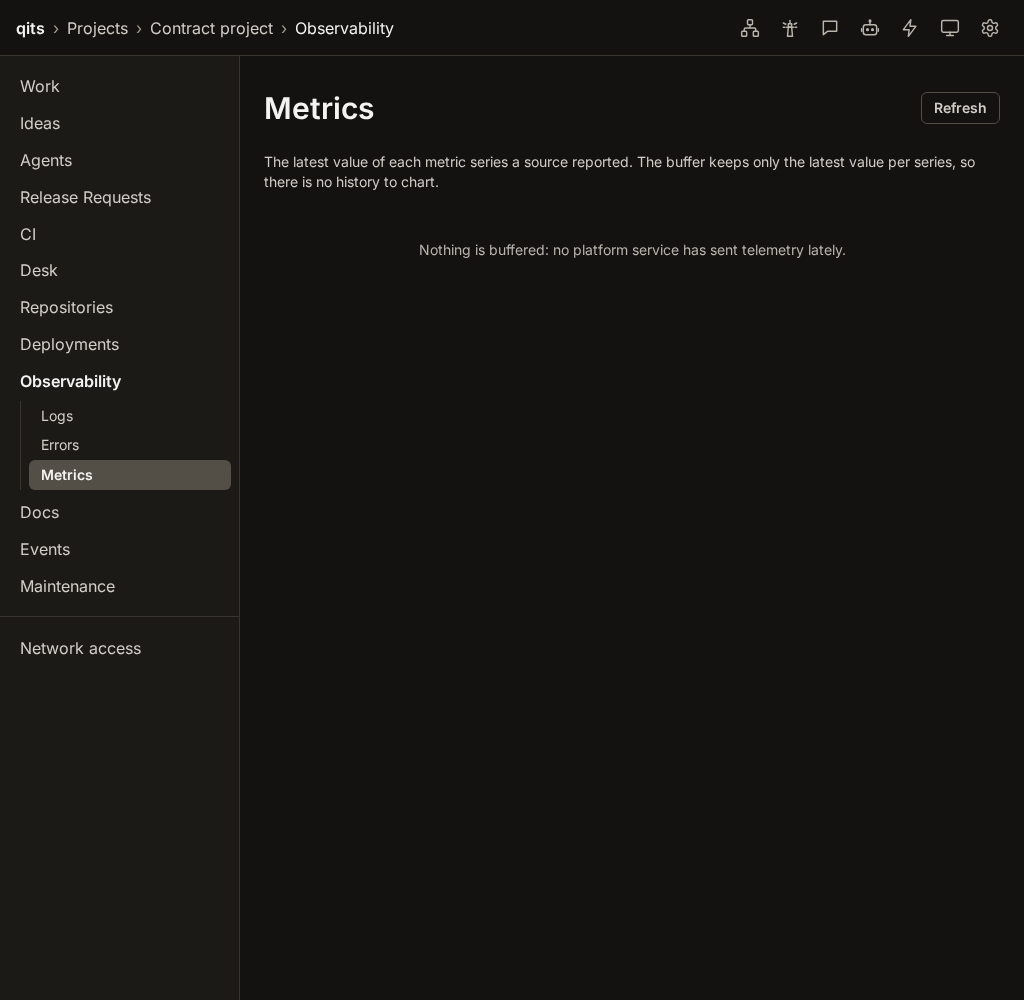 qits › Projects › Contract project › Observability
Work
Ideas
Agents
Release Requests
CI
Desk
Repositories
Deployments
Observability
Logs
Errors
Metrics
Docs
Events
Maintenance
Network access
Metrics
Refresh
The latest value of each metric series a source reported. The buffer keeps only the latest value per series, so
there is no history to chart.
Nothing is buffered: no platform service has sent telemetry lately.